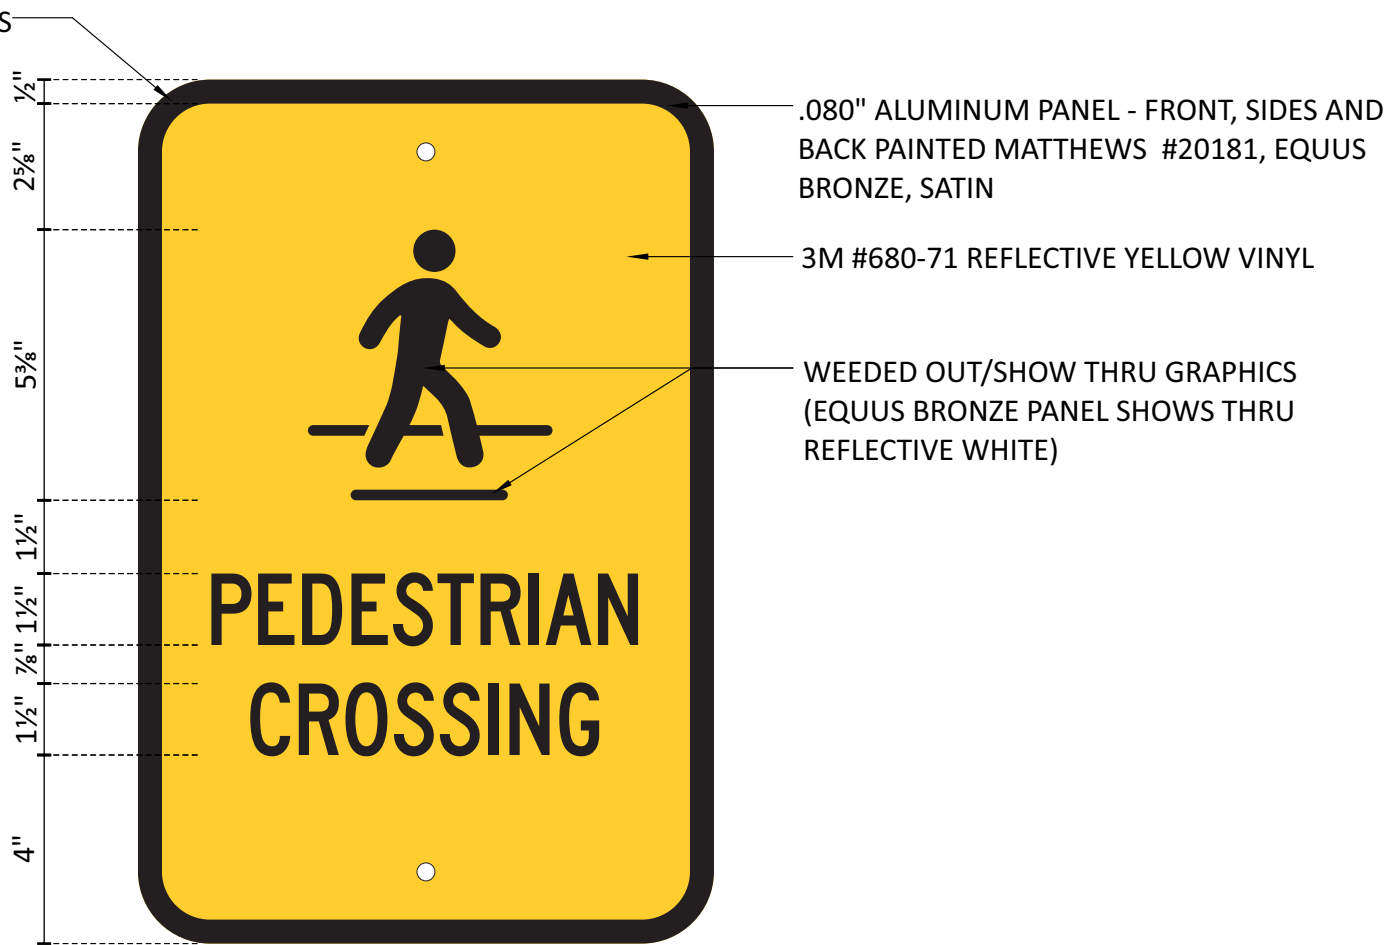 S
½"
2⅝"
5⅜"
1½"
1½"
⅞"
1½"
4"
.080" ALUMINUM PANEL - FRONT, SIDES AND
BACK PAINTED MATTHEWS #20181, EQUUS
BRONZE, SATIN
3M #680-71 REFLECTIVE YELLOW VINYL
WEEDED OUT/SHOW THRU GRAPHICS
(EQUUS BRONZE PANEL SHOWS THRU
REFLECTIVE WHITE)
PEDESTRIAN
CROSSING